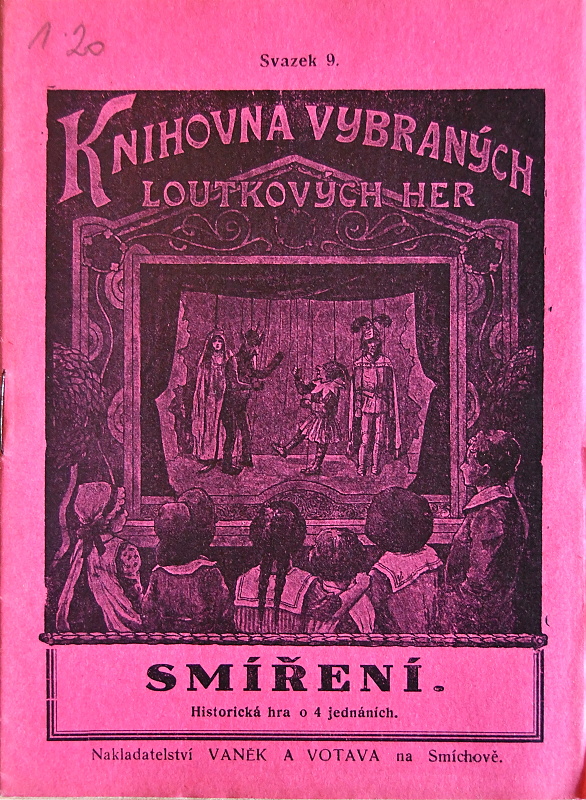 1.20
Svazek 9.
KNIHOVNA VYBRANÝCH
LOUTKOVÝCH HER
SMÍŘENÍ.
Historická hra o 4 jednáních.
Nakladatelství VANĚK A VOTAVA na Smíchově.